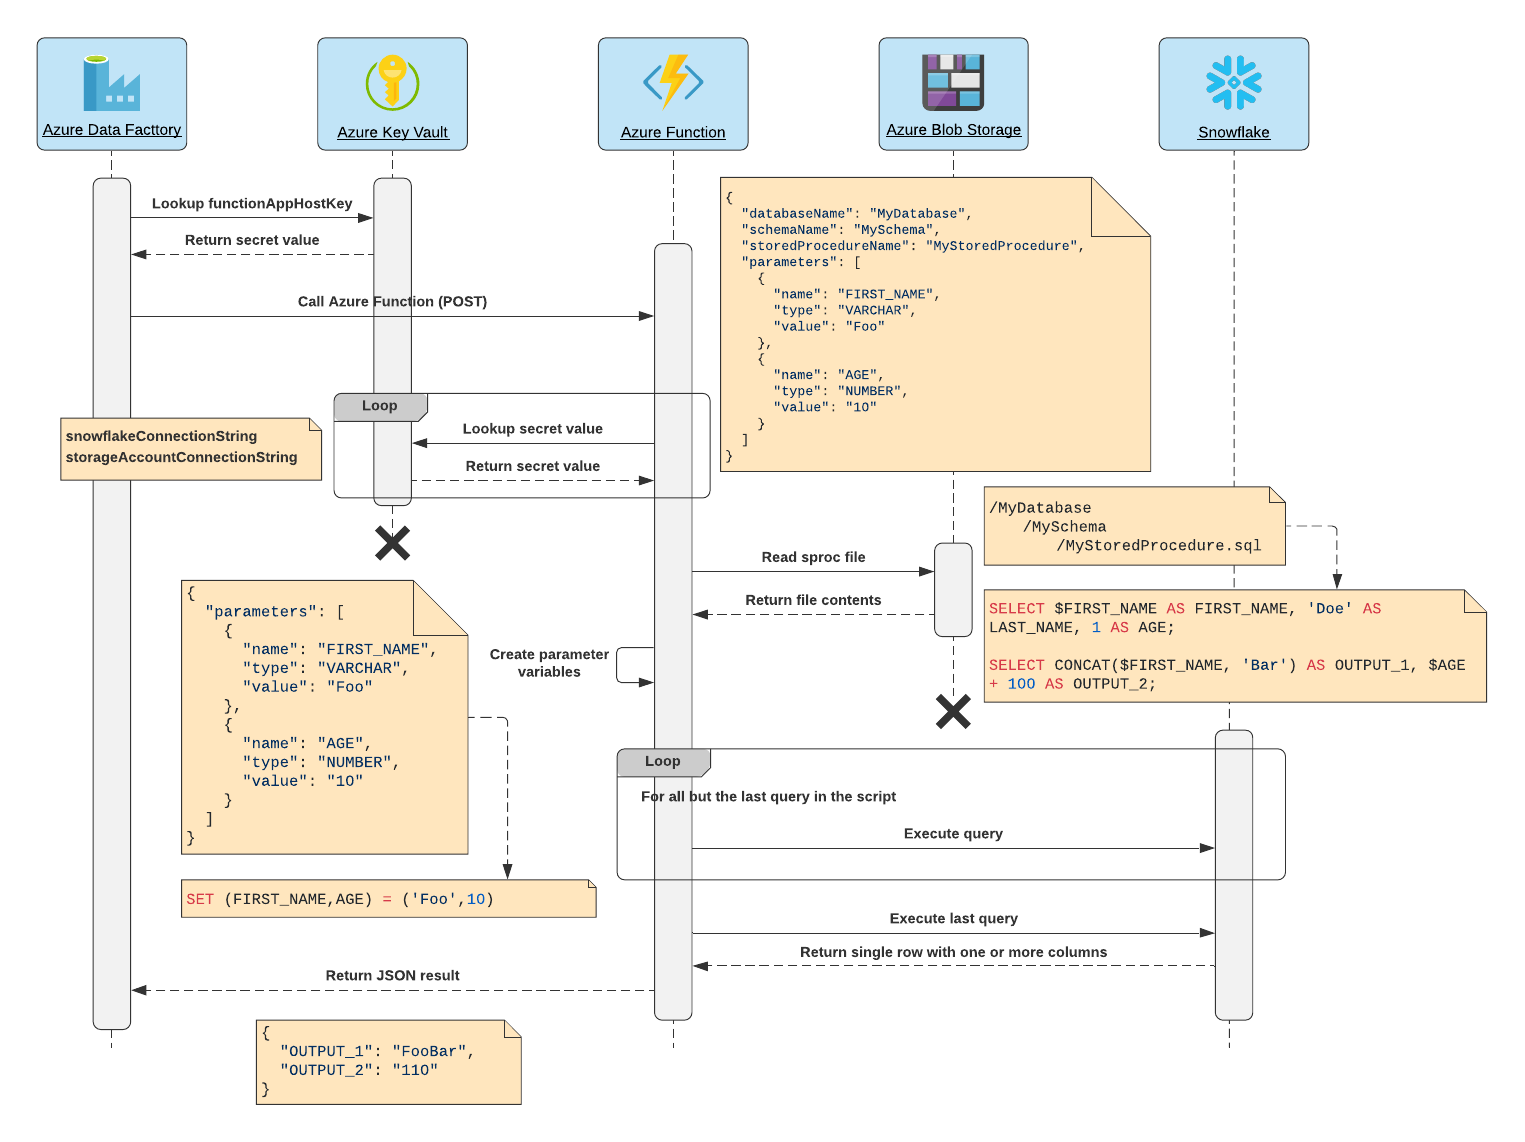 Azure Data Facttory
Azure Key Vault
Azure Function
Azure Blob Storage
Snowflake
Lookup functionAppHostKey
Return secret value
Call Azure Function (POST)
{
  "databaseName": "MyDatabase",
  "schemaName": "MySchema",
  "storedProcedureName": "MyStoredProcedure",
  "parameters": [
    {
      "name": "FIRST_NAME",
      "type": "VARCHAR",
      "value": "Foo"
    },
    {
      "name": "AGE",
      "type": "NUMBER",
      "value": "10"
    }
  ]
}
Loop
snowflakeConnectionString
storageAccountConnectionString
Lookup secret value
Return secret value
/MyDatabase
/MySchema
/MyStoredProcedure.sql
Read sproc file
Return file contents
SELECT $FIRST_NAME AS FIRST_NAME, 'Doe' AS
LAST_NAME, 1 AS AGE;
SELECT CONCAT($FIRST_NAME, 'Bar') AS OUTPUT_1, $AGE
+ 100 AS OUTPUT_2;
Create parameter
variables
{
  "parameters": [
    {
      "name": "FIRST_NAME",
      "type": "VARCHAR",
      "value": "Foo"
    },
    {
      "name": "AGE",
      "type": "NUMBER",
      "value": "10"
    }
  ]
}
SET (FIRST_NAME,AGE) = ('Foo',10)
Loop
For all but the last query in the script
Execute query
Execute last query
Return single row with one or more columns
Return JSON result
{
  "OUTPUT_1": "FooBar",
  "OUTPUT_2": "110"
}